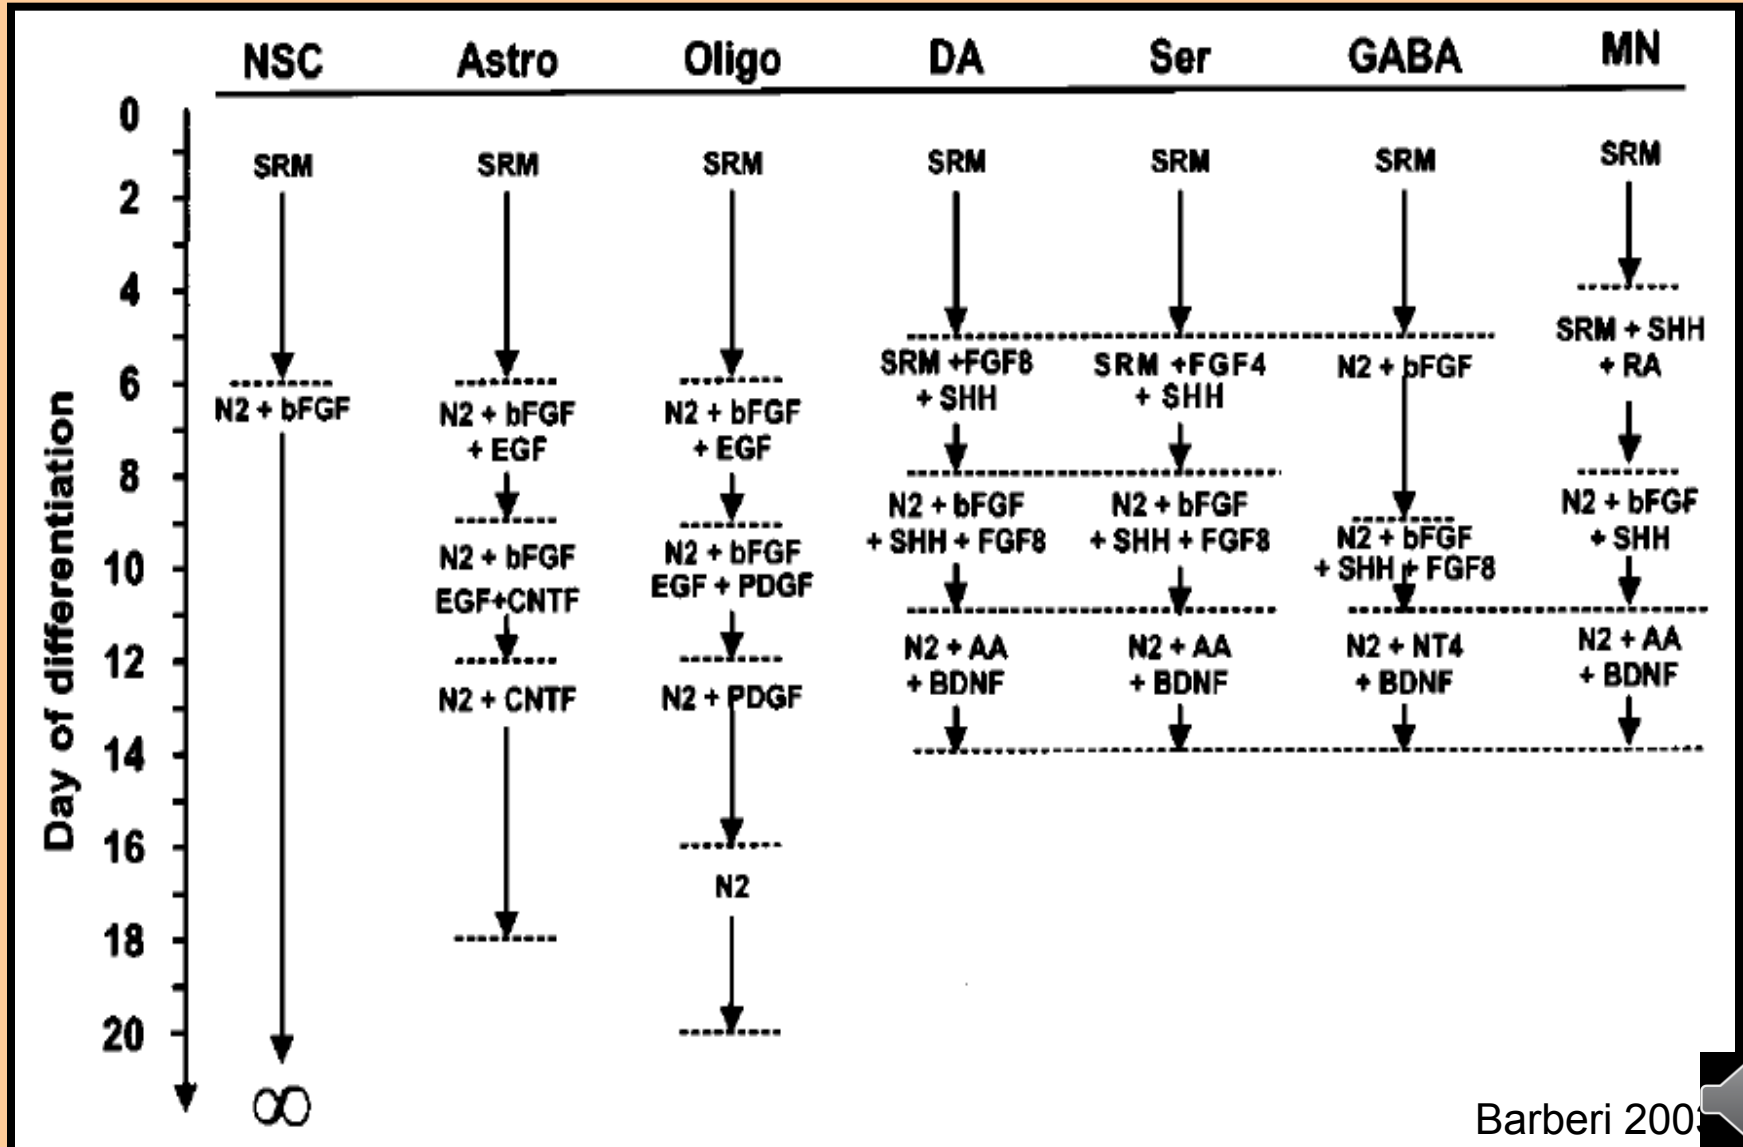 NSC Astro Oligo DA Ser GABA MN
0
SRM SRM SRM SRM SRM SRM SRM
2
4
SRM +FGF8 SRM +FGF4 N2 + bFGF SRM + SHH
+ SHH + SHH + RA
6
N2 + bFGF N2 + bFGF N2 + bFGF
+ EGF + EGF
8
N2 + bFGF N2 + bFGF N2 + bFGF
+ SHH + FGF8 + SHH + FGF8 + SHH
N2 + bFGF N2 + bFGF N2 + bFGF
10
EGF+CNTF EGF + PDGF + SHH + FGF8
12
N2 + AA N2 + AA N2 + NT4 N2 + AA
+ BDNF + BDNF + BDNF + BDNF
N2 + CNTF N2 + PDGF
14
16
N2
18
20
∞
Day of differentiation
Barberi